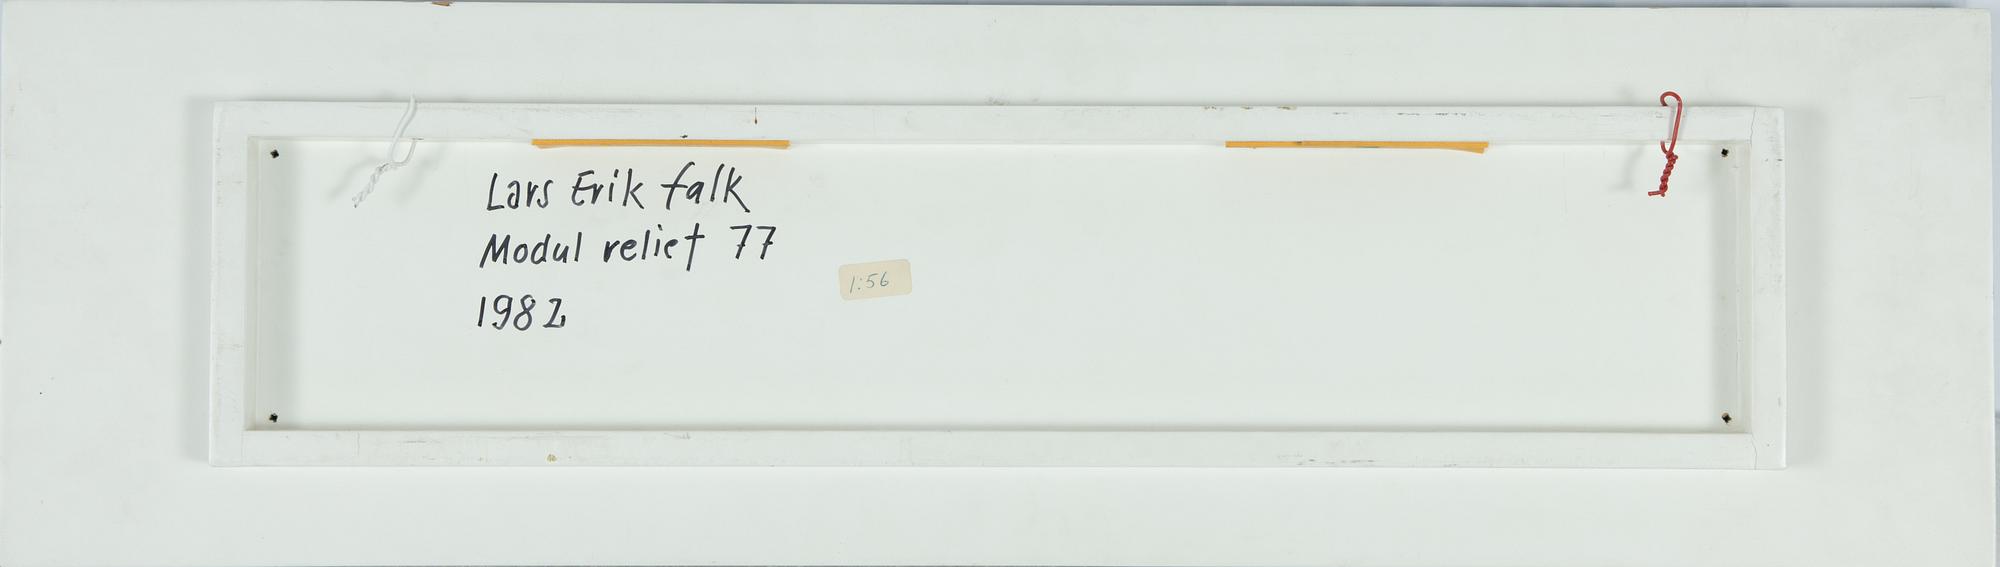 Lars Erik falk
Modul relief 77
1982
1:56